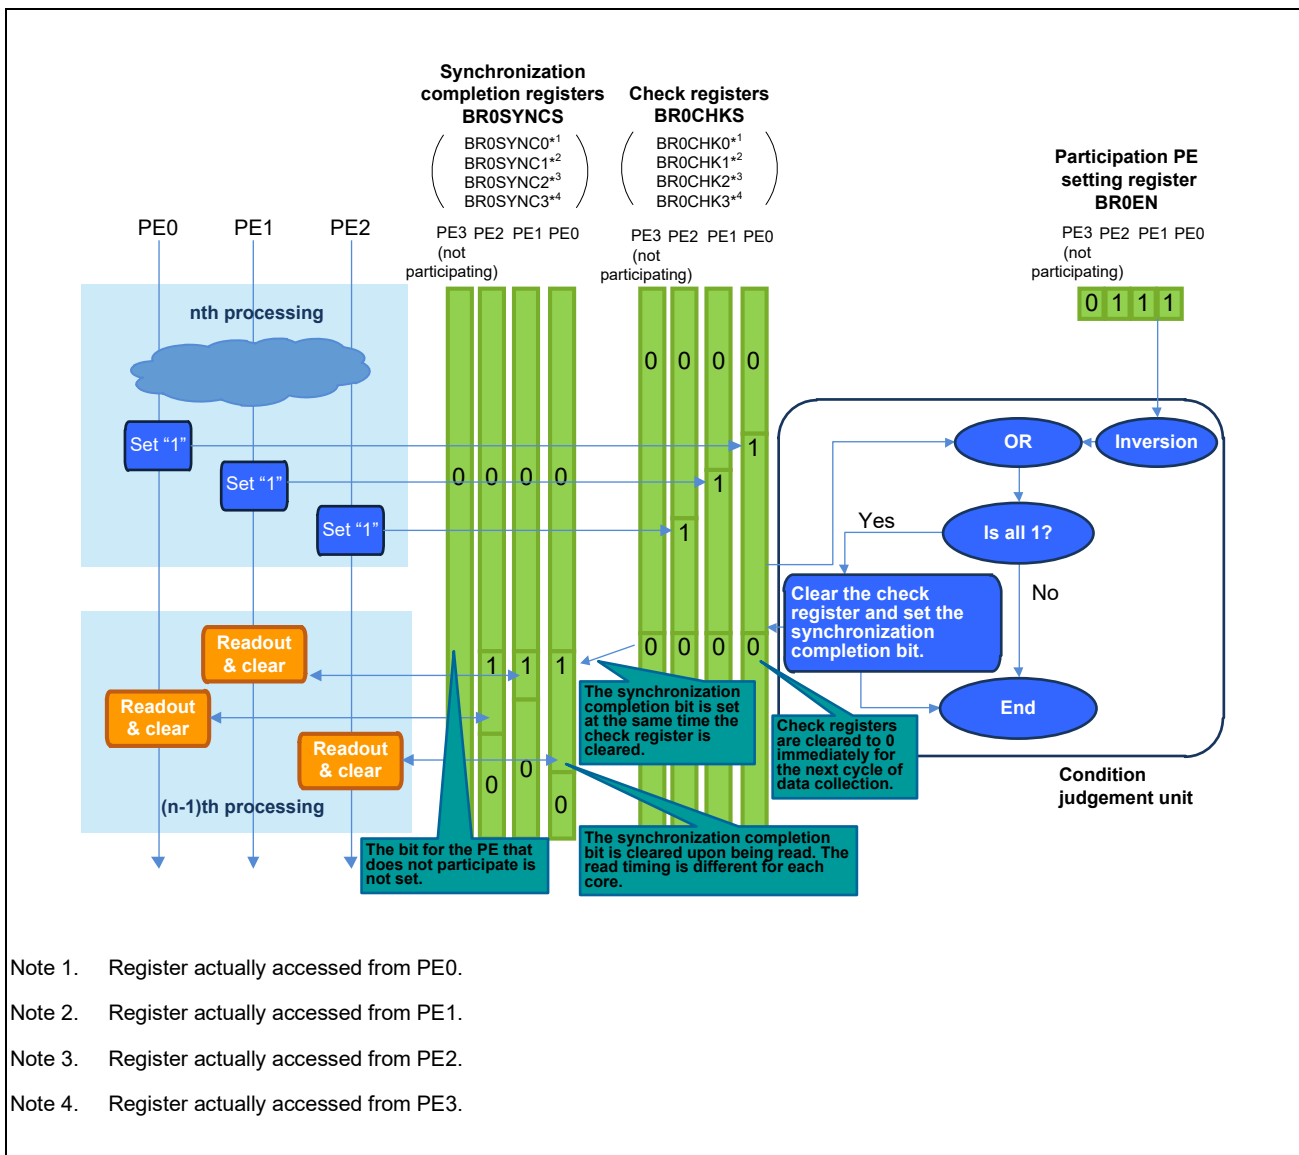 Synchronization
completion registers
BR0SYNCS
BR0SYNC0*1
BR0SYNC1*2
BR0SYNC2*3
BR0SYNC3*4
Check registers
BR0CHKS
BR0CHK0*1
BR0CHK1*2
BR0CHK2*3
BR0CHK3*4
Participation PE
setting register
BR0EN
PE0 PE1 PE2
PE3 PE2 PE1 PE0
(not
participating)
PE3 PE2 PE1 PE0
(not
participating)
PE3 PE2 PE1 PE0
(not
participating)
0 1 1 1
nth processing
0 0 0 0
Set “1”
1
OR
Inversion
Set “1”
0 0 0 0
1
Set “1”
1
Yes
Is all 1?
No
Clear the check
register and set the
synchronization
completion bit.
Readout
& clear
1 1 1
0 0 0 0
Readout
& clear
The synchronization
completion bit is set
at the same time the
check register is
cleared.
Check registers
are cleared to 0
immediately for
the next cycle of
data collection.
End
Readout
& clear
0 0 0
(n-1)th processing
Condition
judgement unit
The bit for the PE that
does not participate is
not set.
The synchronization completion
bit is cleared upon being read. The
read timing is different for each
core.
Note 1. Register actually accessed from PE0.
Note 2. Register actually accessed from PE1.
Note 3. Register actually accessed from PE2.
Note 4. Register actually accessed from PE3.